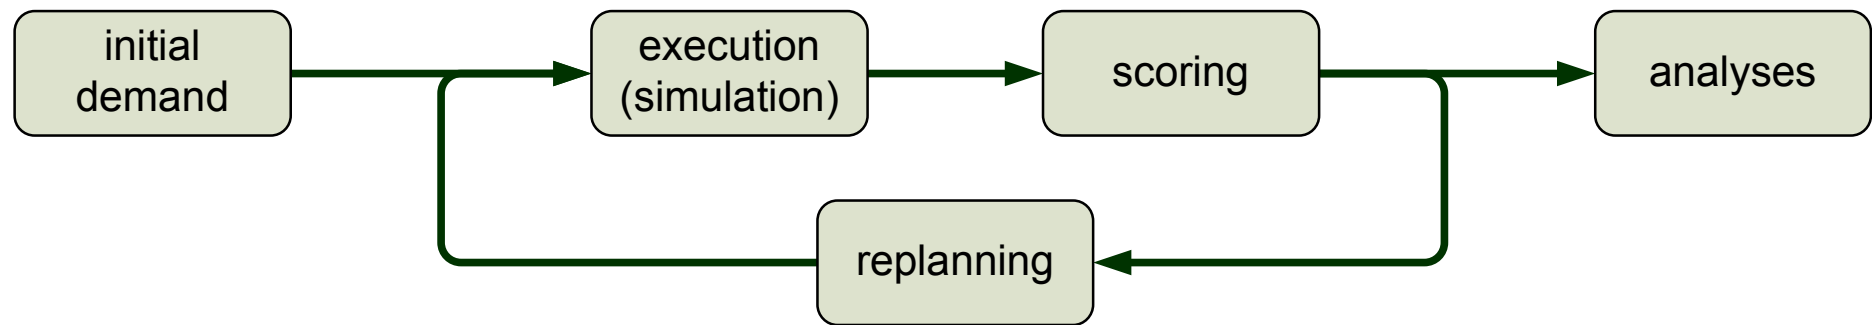 initial
demand
execution
(simulation)
scoring
analyses
replanning